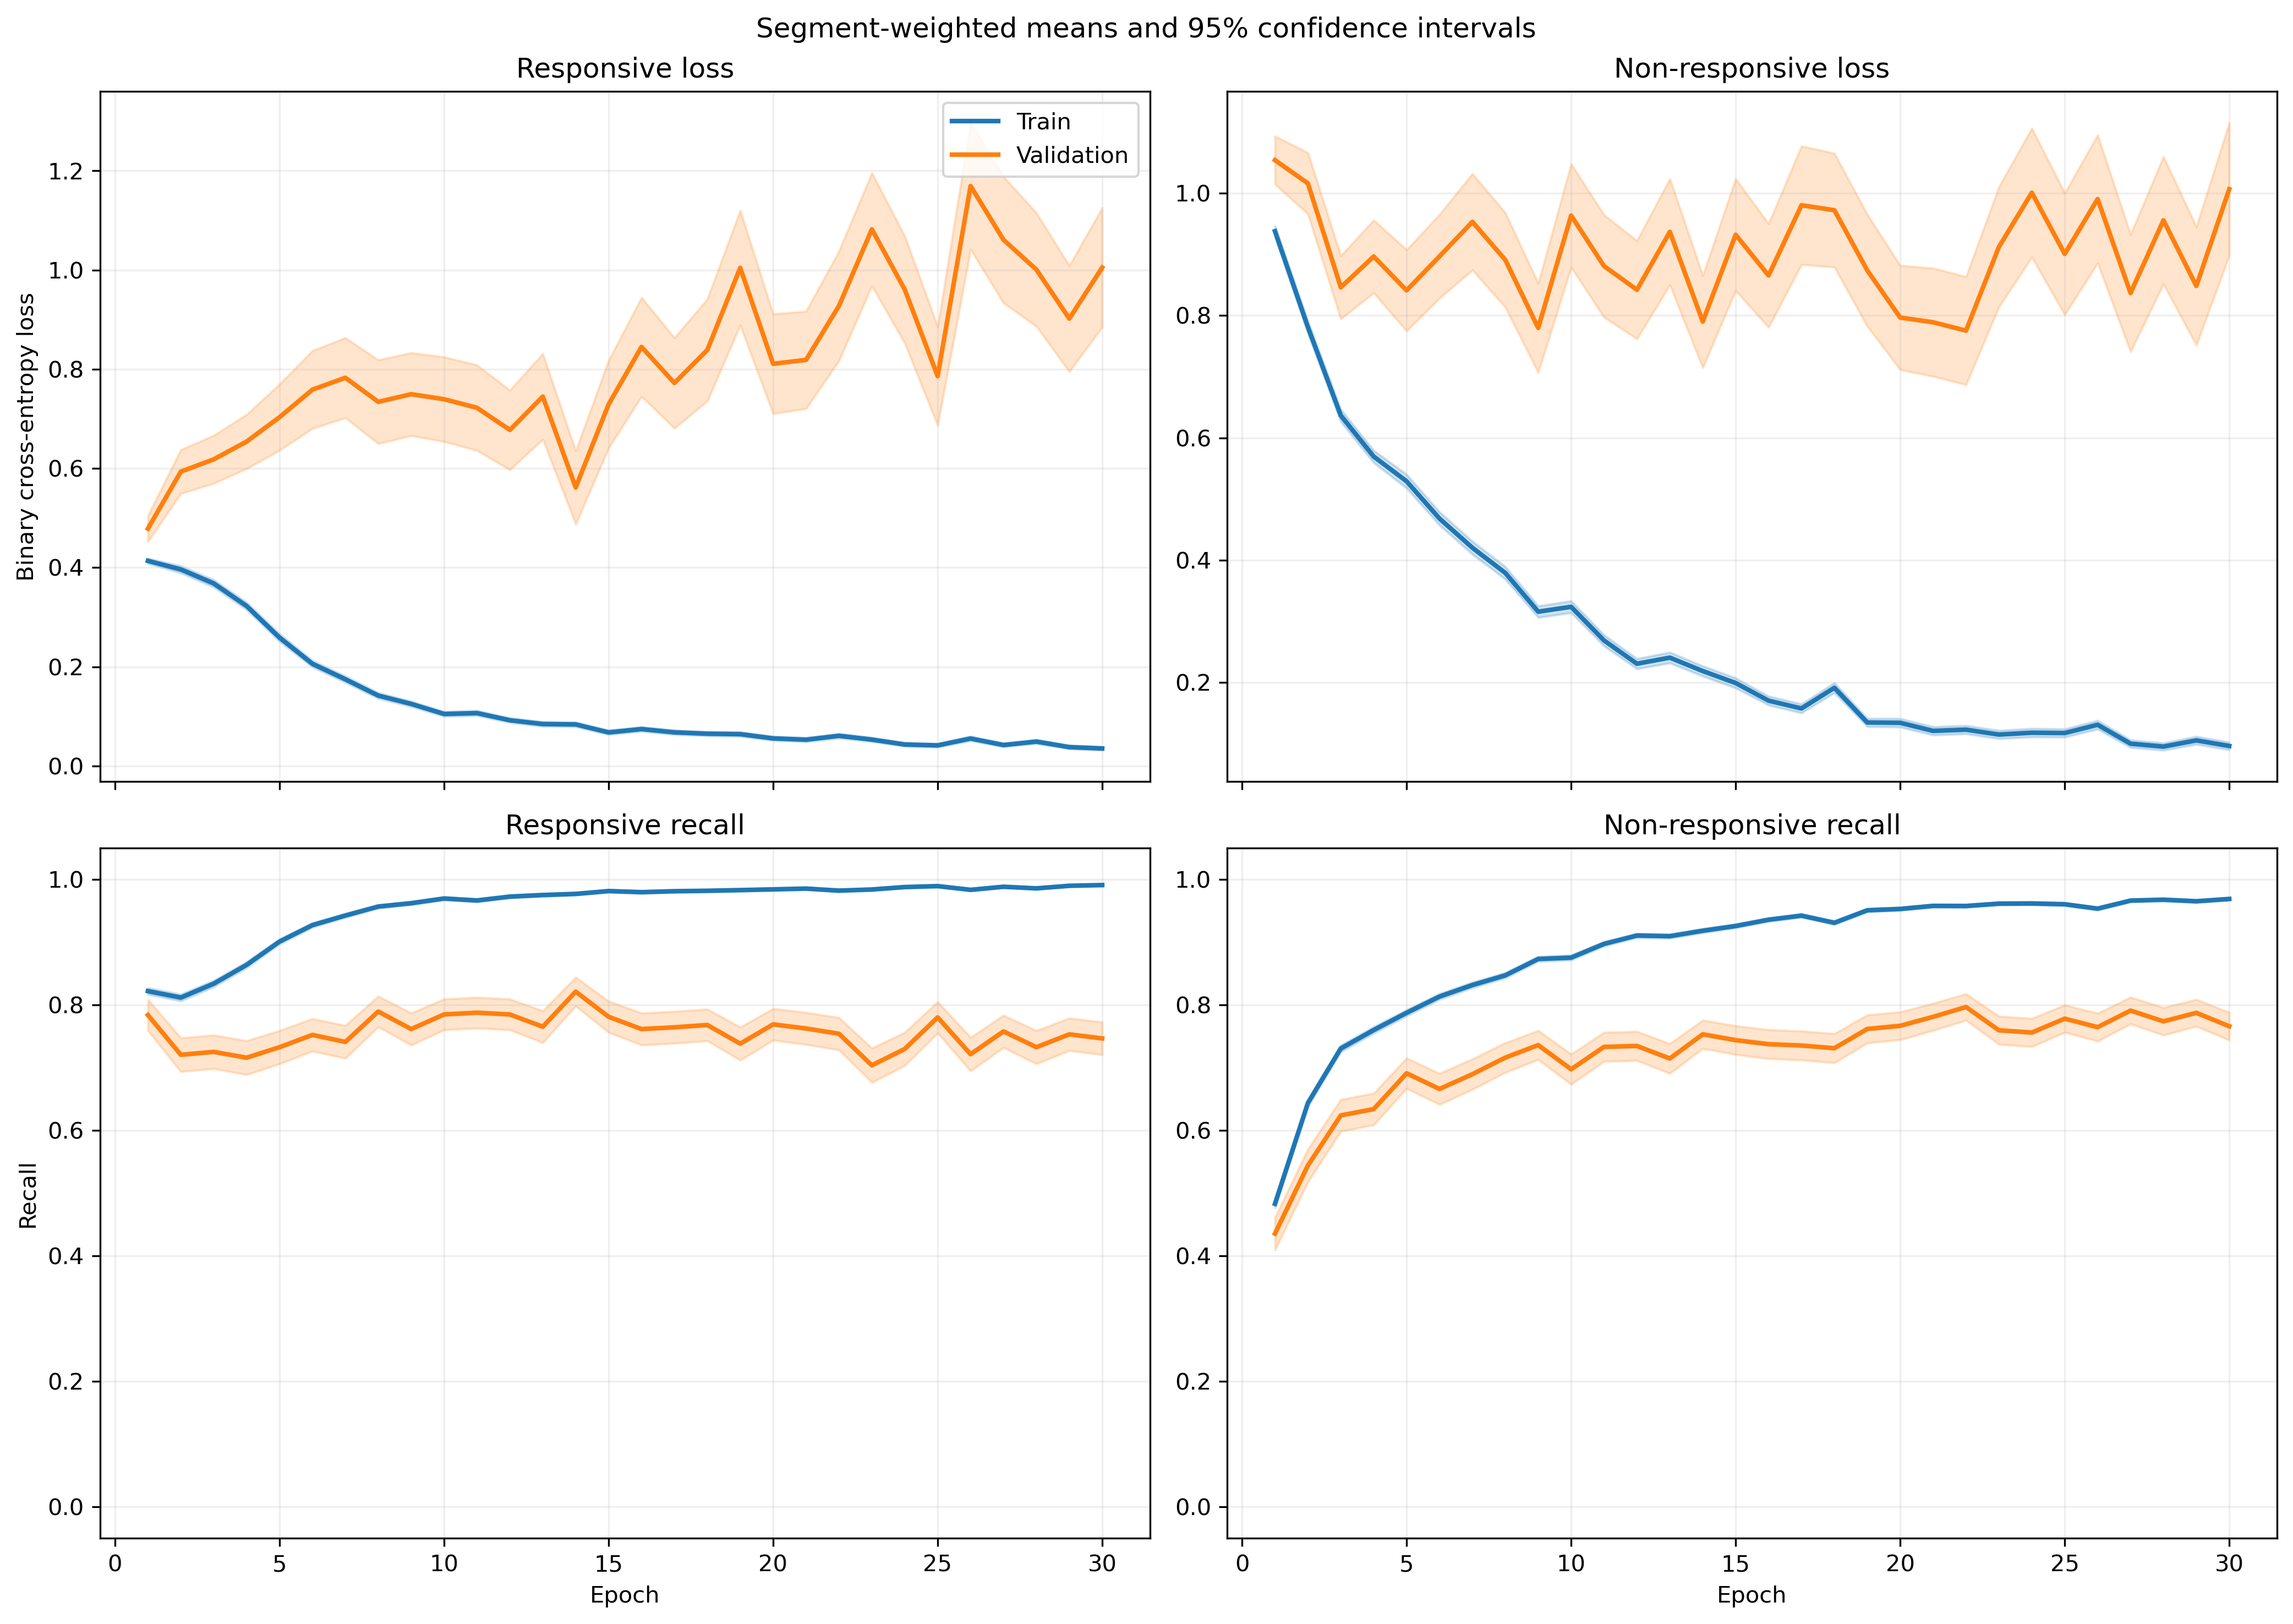 Segment-weighted means and 95% confidence intervals
Responsive loss
Train
Validation
Binary cross-entropy loss
1.2
1.0
0.8
0.6
0.4
0.2
0.0
Non-responsive loss
1.0
0.8
0.6
0.4
0.2
Responsive recall
Recall
1.0
0.8
0.6
0.4
0.2
0.0
0 5 10 15 20 25 30
Epoch
Non-responsive recall
1.0
0.8
0.6
0.4
0.2
0.0
0 5 10 15 20 25 30
Epoch